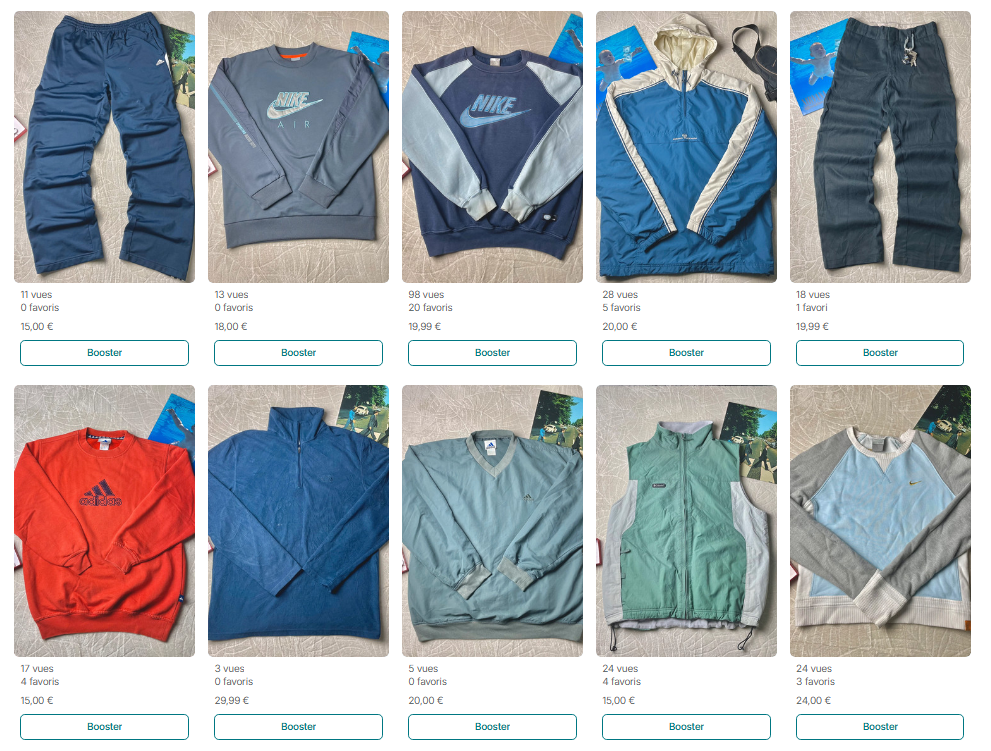 NIKE
AIR
NIKE
11 vues
0 favoris
15,00 €
Booster
13 vues
0 favoris
18,00 €
Booster
98 vues
20 favoris
19,99 €
Booster
28 vues
5 favoris
20,00 €
Booster
18 vues
1 favori
19,99 €
Booster
adidas
17 vues
4 favoris
15,00 €
Booster
3 vues
0 favoris
29,99 €
Booster
5 vues
0 favoris
20,00 €
Booster
24 vues
4 favoris
15,00 €
Booster
24 vues
3 favoris
24,00 €
Booster